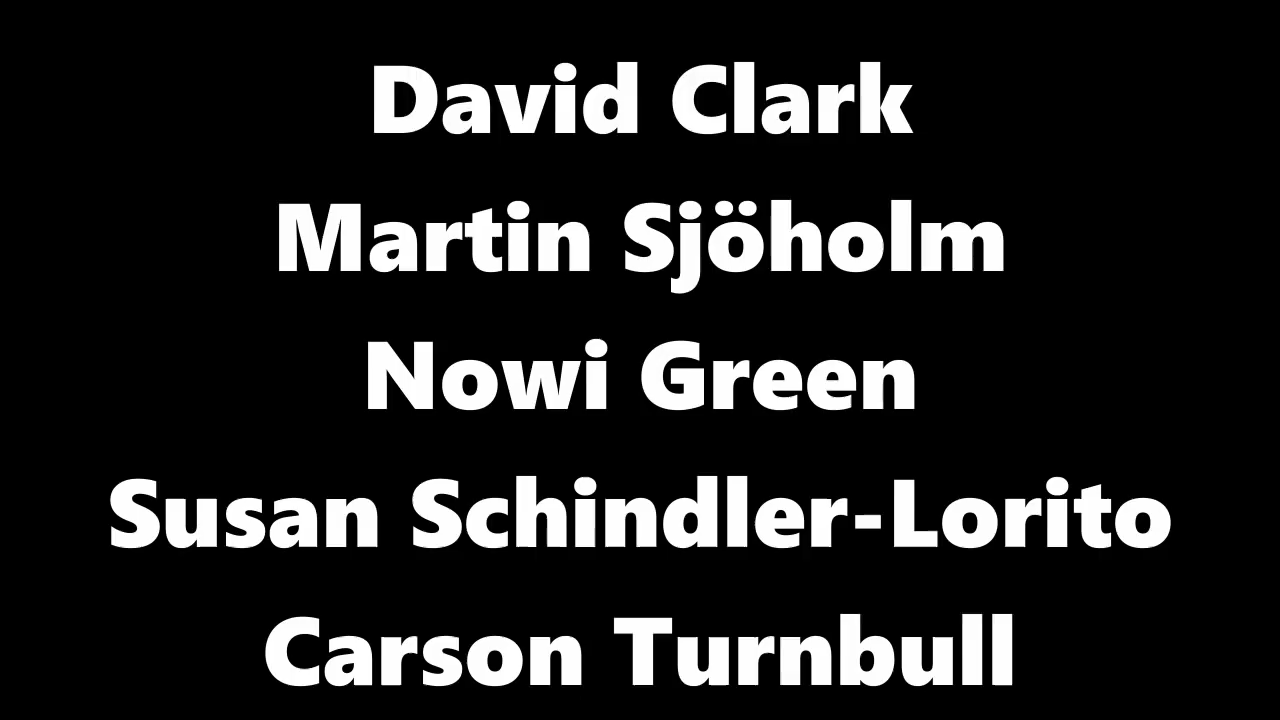 David Clark
Martin Sjöholm
Nowi Green
Susan Schindler-Lorito
Carson Turnbull